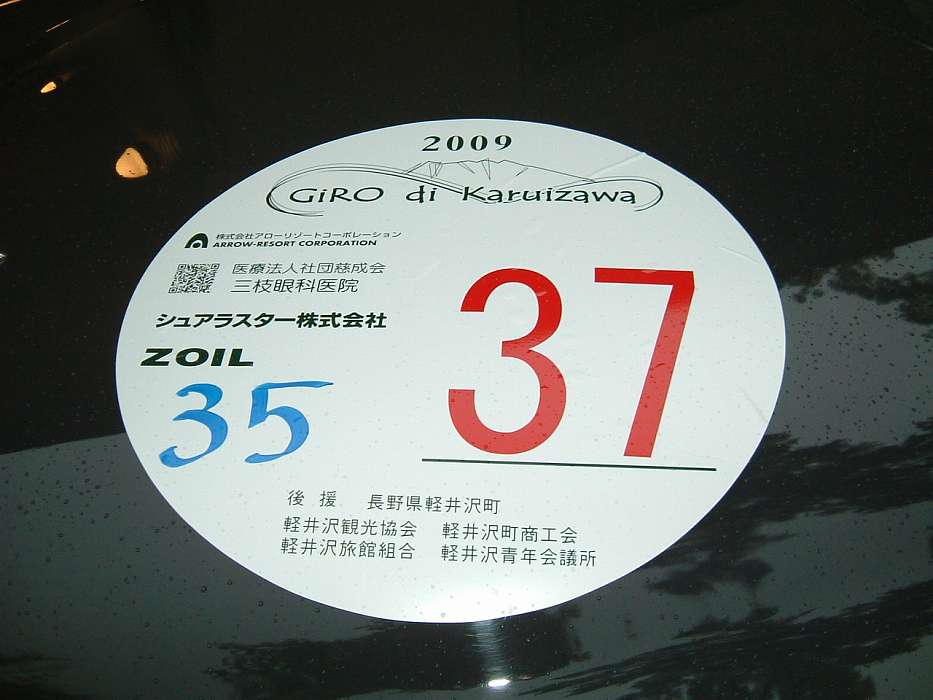 2009
GiRO di Karuizawa
株式会社アローリゾートコーポレーション
ARROW-RESORT CORPORATION
医療法人社団慈成会
三枝眼科医院
シュアラスター株式会社
ZOIL
35
37
後 援 長野県軽井沢町
軽井沢観光協会 軽井沢町商工会
軽井沢旅館組合 軽井沢青年会議所